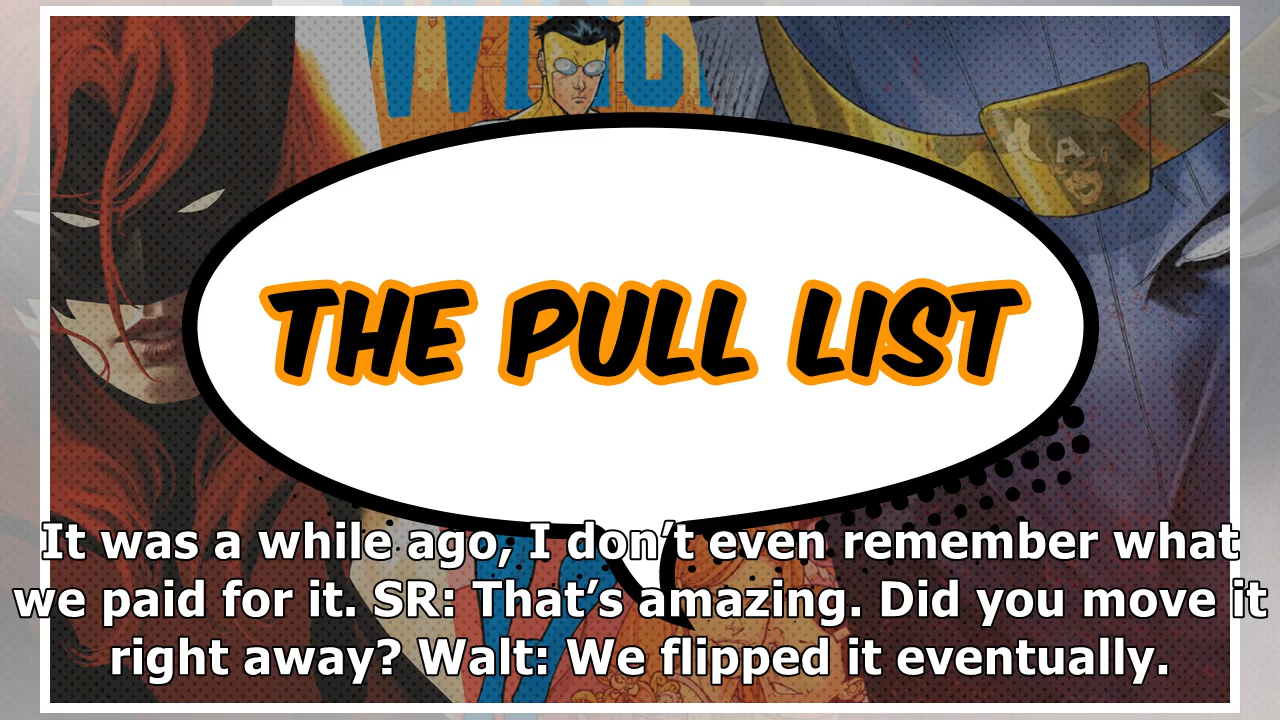 THE PULL LIST
It was a while ago, I don’t even remember what
we paid for it. SR: That’s amazing. Did you move it
right away? Walt: We flipped it eventually.